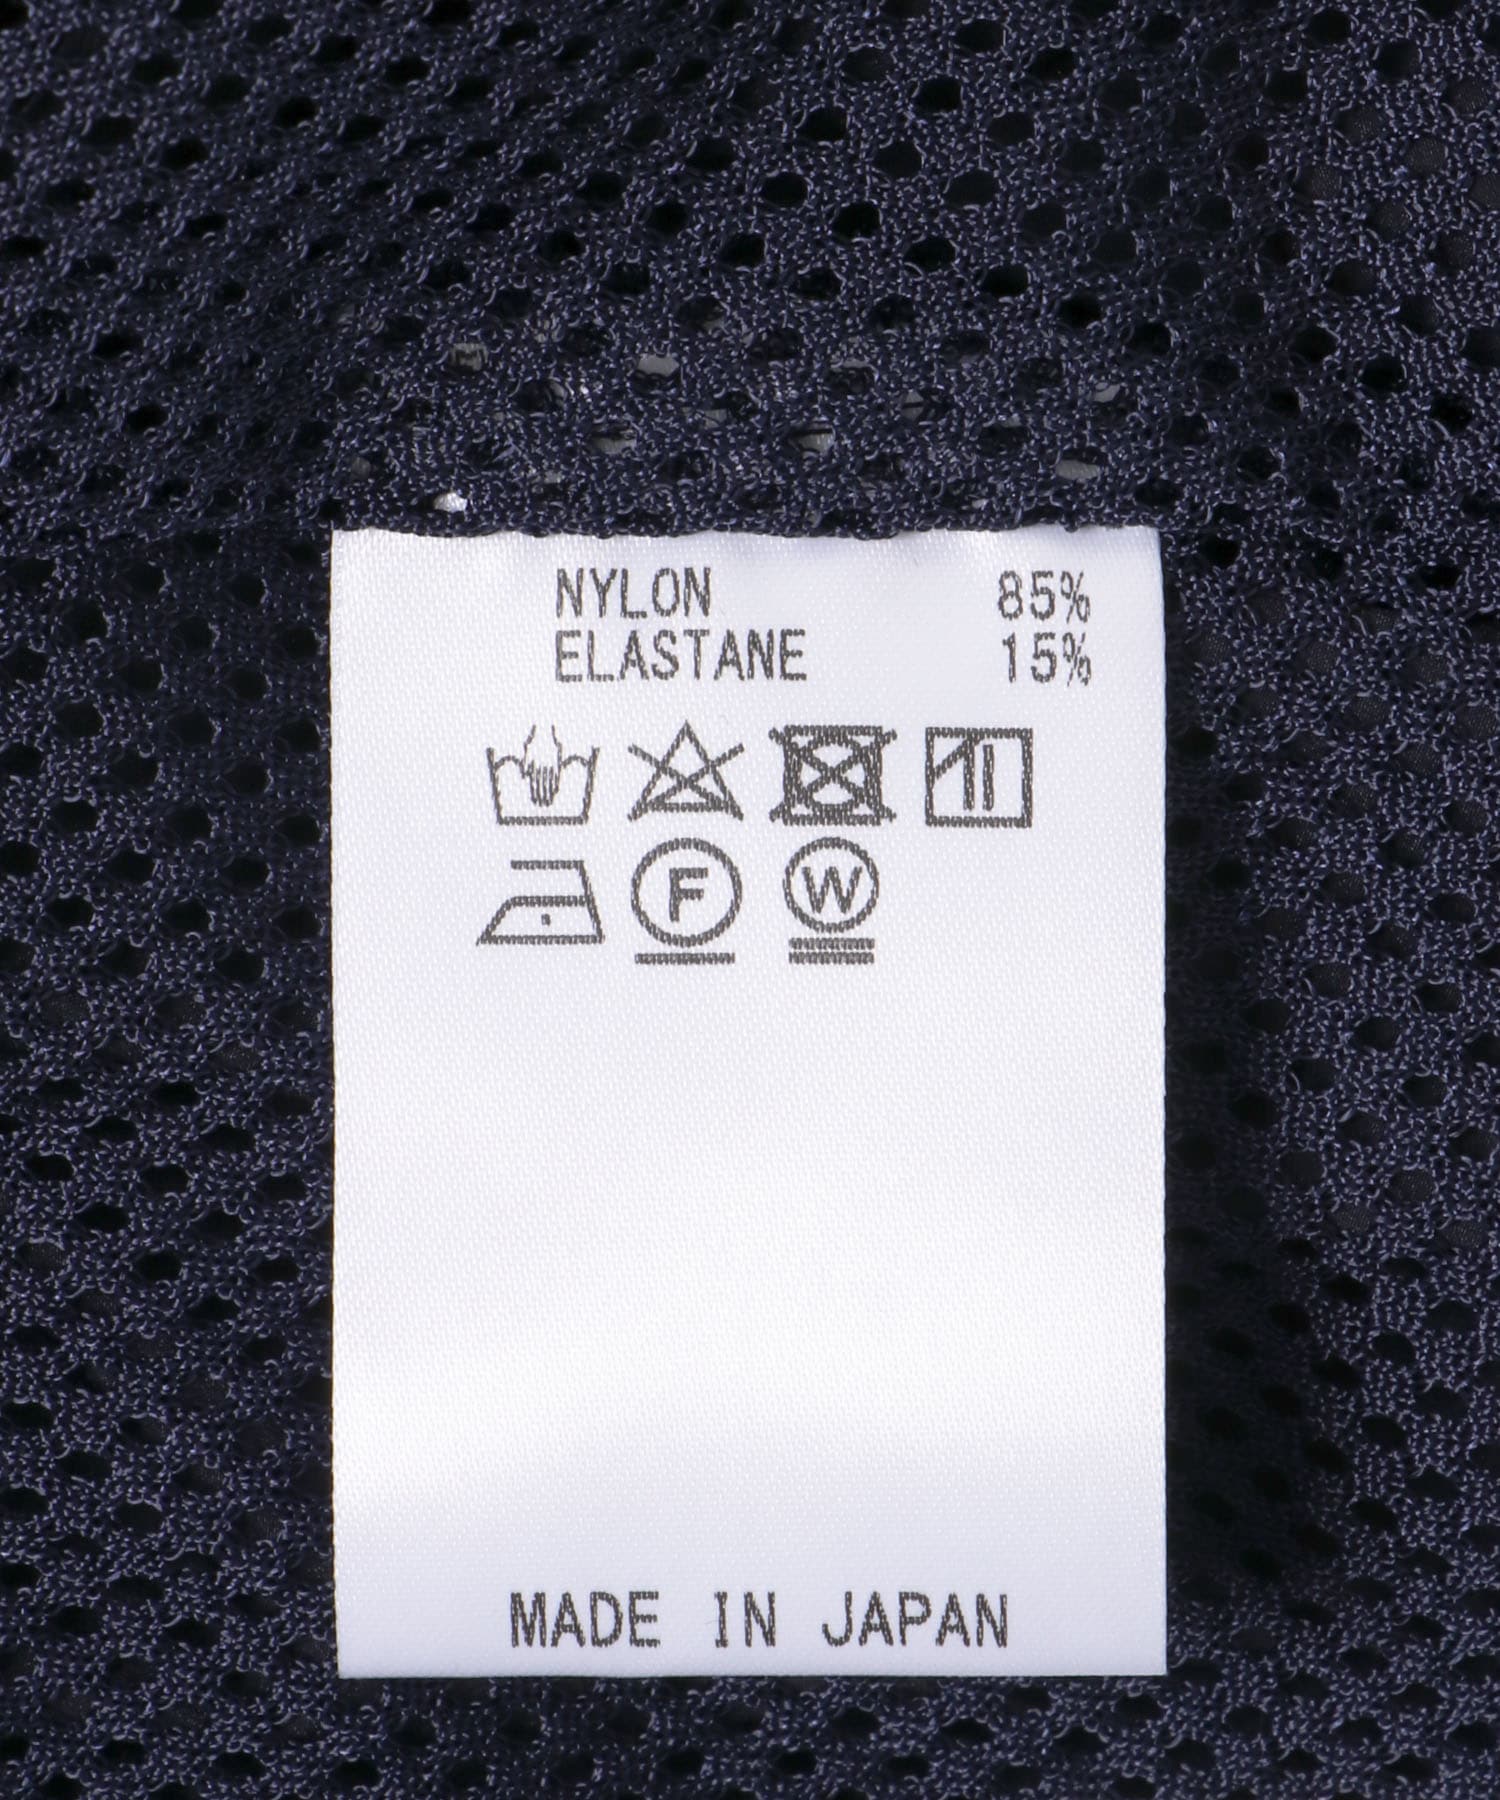 NYLON 85%
ELASTANE 15%
F W
MADE IN JAPAN